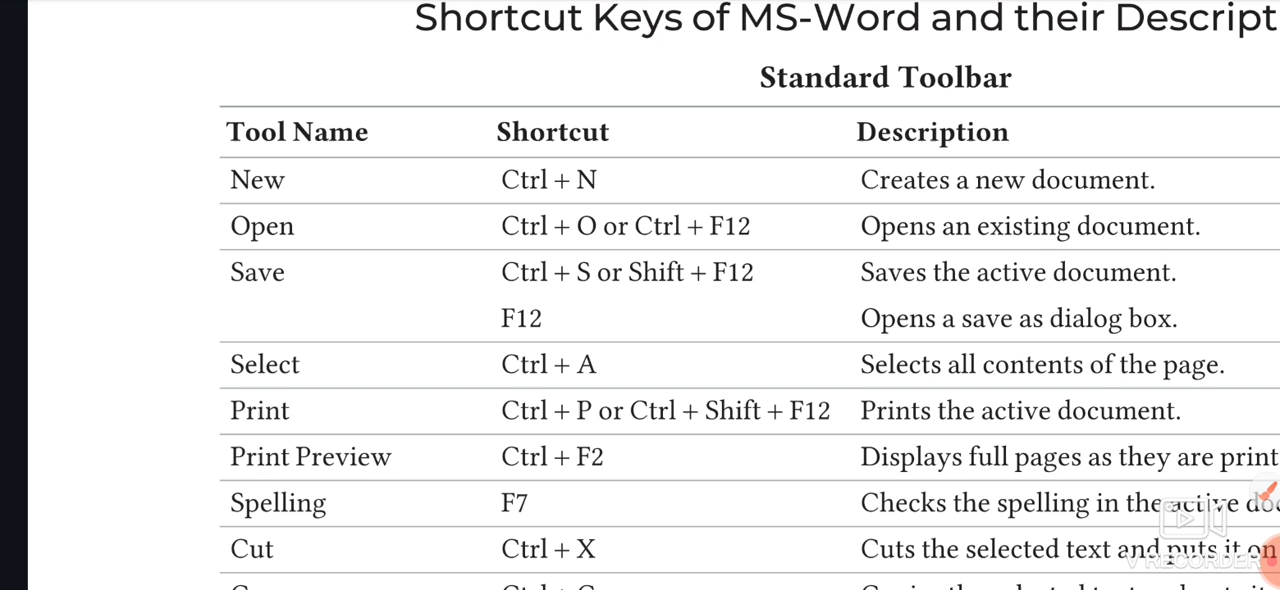 Shortcut Keys of MS-Word and their Descript
Standard Toolbar
Tool Name Shortcut Description
New Ctrl + N Creates a new document.
Open Ctrl + O or Ctrl + F12 Opens an existing document.
Save Ctrl + S or Shift + F12 Saves the active document.
F12 Opens a save as dialog box.
Select Ctrl + A Selects all contents of the page.
Print Ctrl + P or Ctrl + Shift + F12 Prints the active document.
Print Preview Ctrl + F2 Displays full pages as they are print
Spelling F7 Checks the spelling in the active
Cut Ctrl + X Cuts the selected text and puts it on
V RECORDER